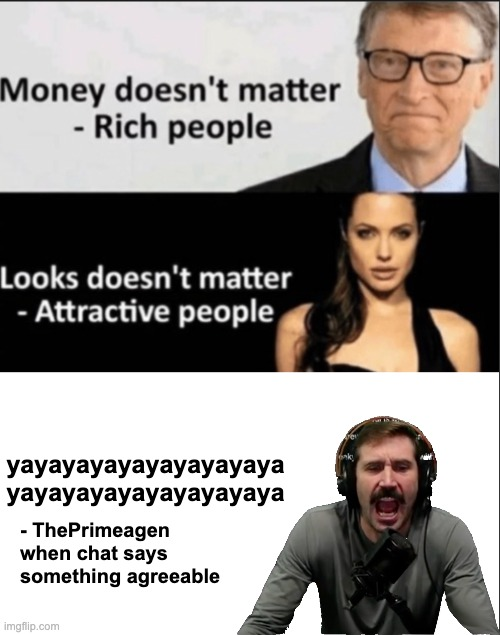 Money doesn't matter
- Rich people
Looks doesn't matter
- Attractive people
yayayayayayayayayaya
yayayayayayayayayaya
- ThePrimeagen
when chat says
something agreeable
imgflip.com